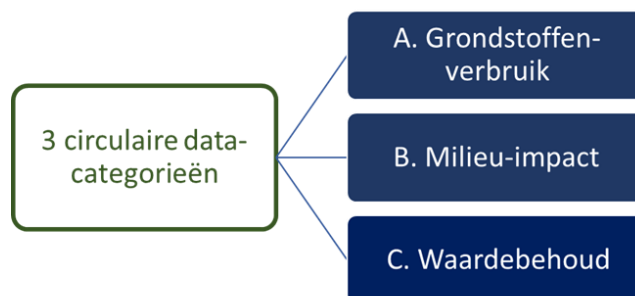 3 circulaire data-
categorieën
A. Grondstoffen-
verbruik
B. Milieu-impact
C. Waardebehoud